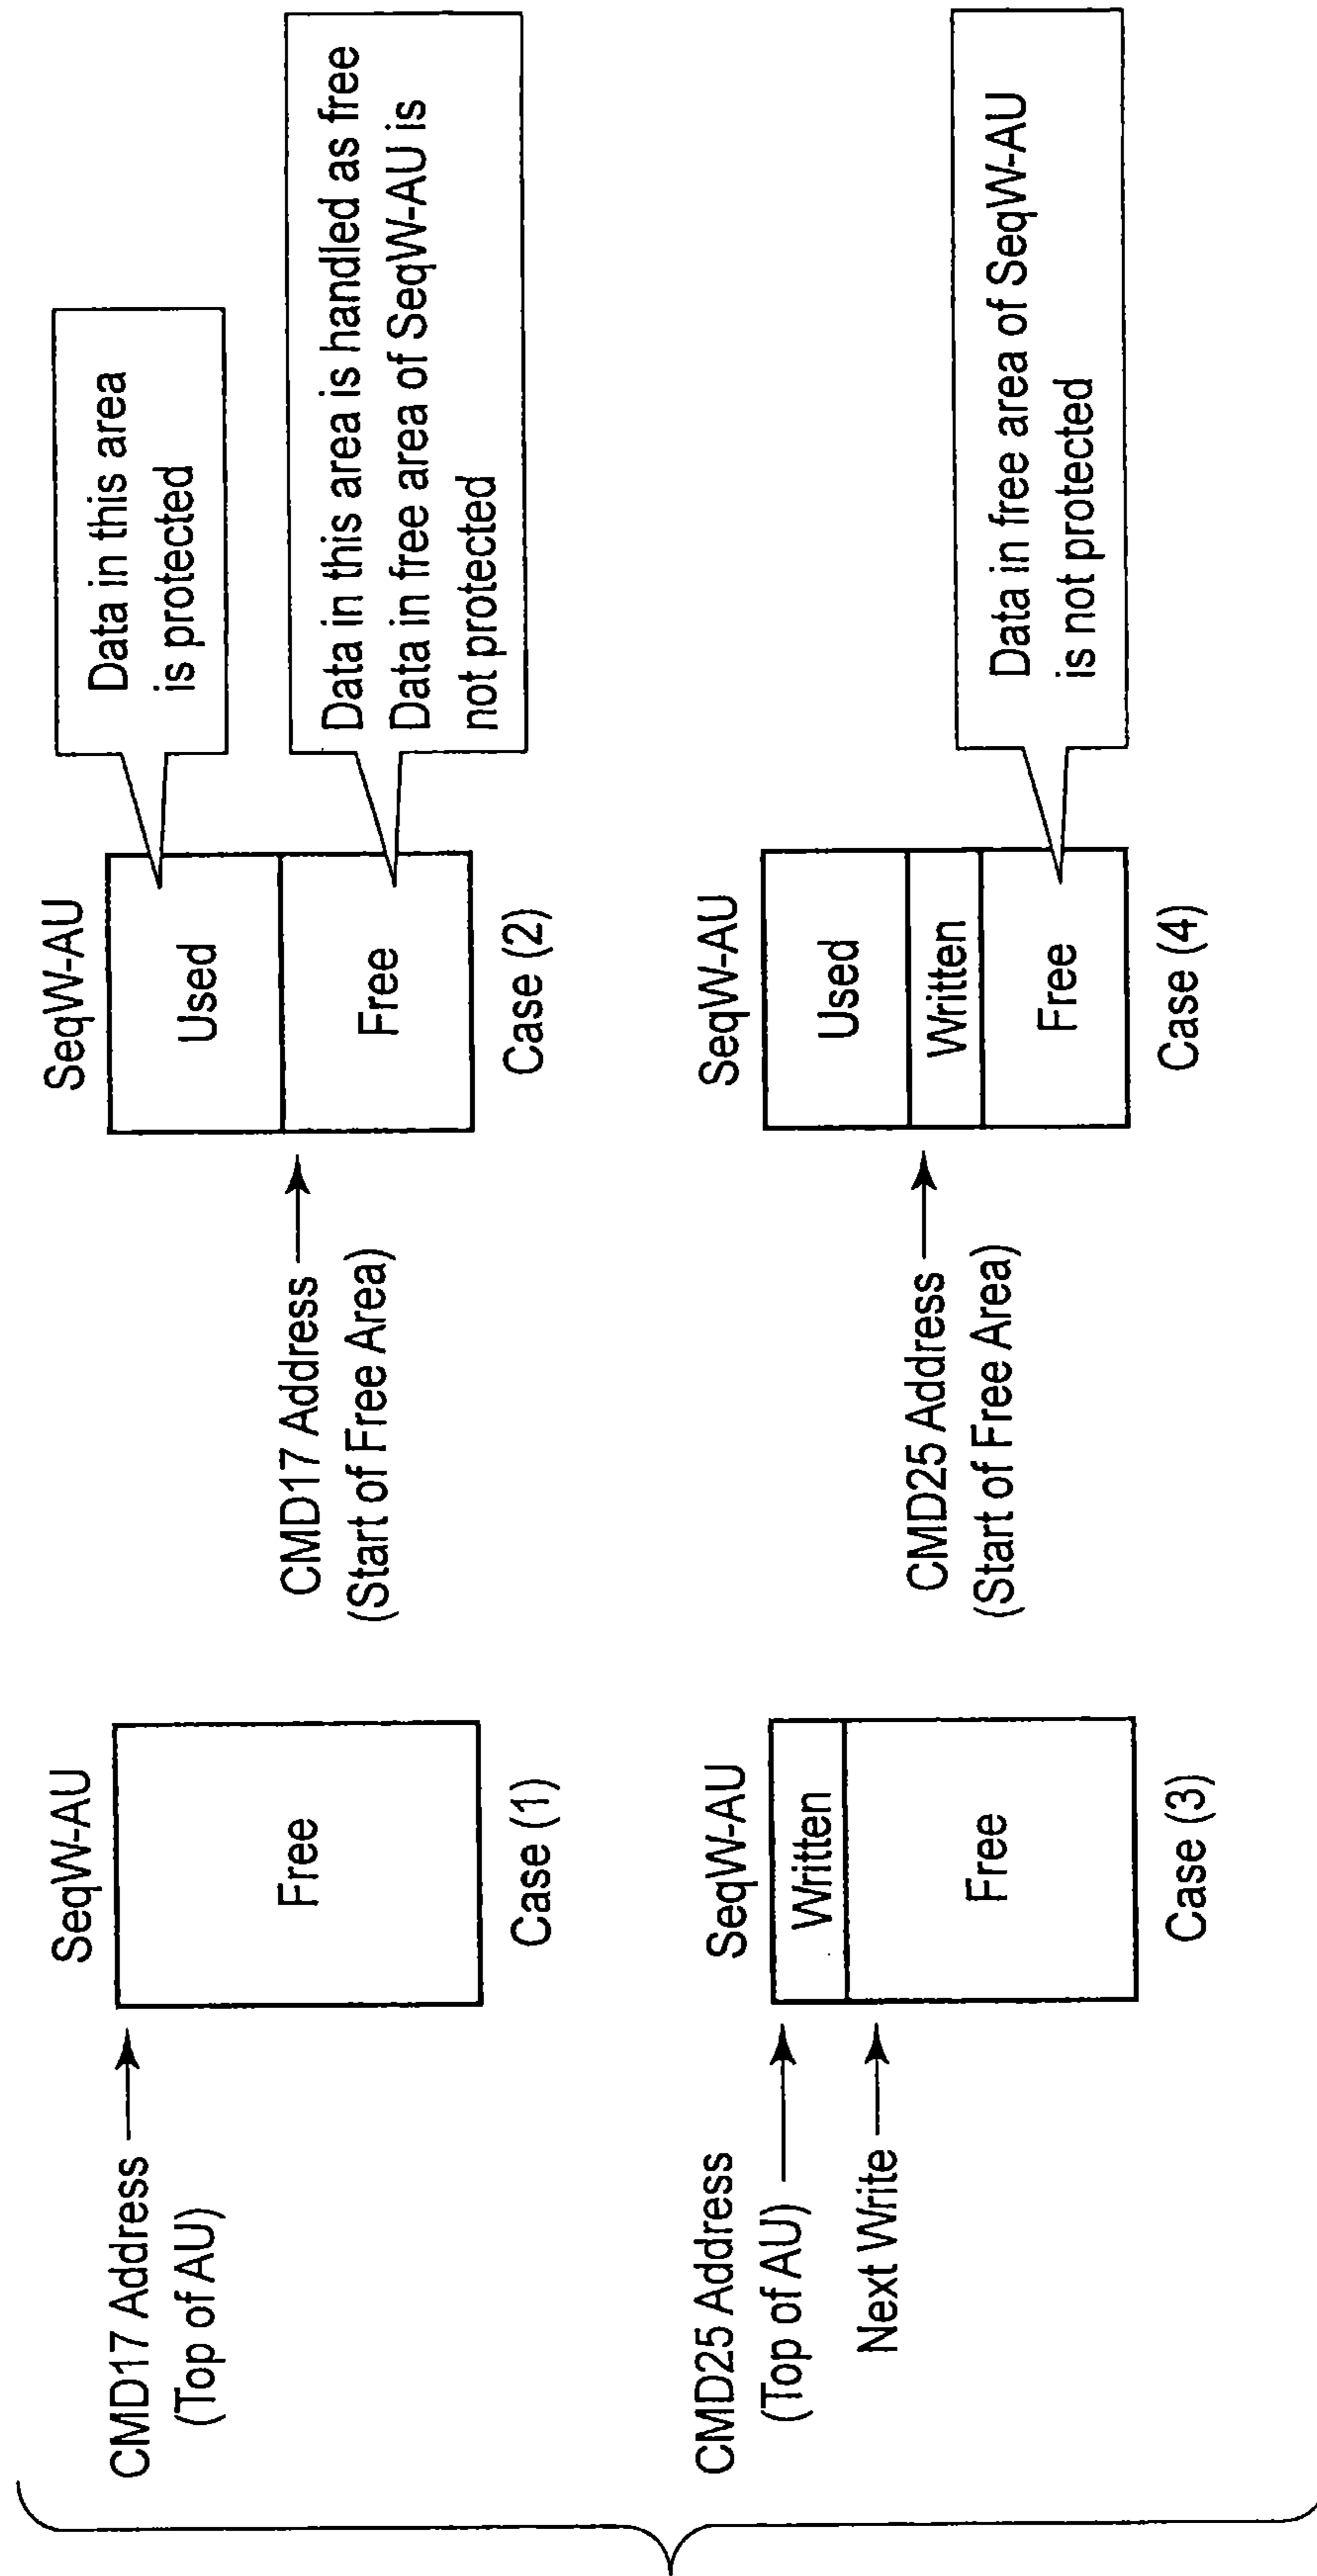 SeqW-AU
CMD17 Address
(Top of AU)
Free
Case (1)
SeqW-AU
Used
Data in this area
is protected
CMD17 Address
(Start of Free Area)
Free
Data in this area is handled as free
Data in free area of SeqW-AU is
not protected
Case (2)
SeqW-AU
CMD25 Address
(Top of AU)
Written
Next Write
Free
Case (3)
SeqW-AU
Used
CMD25 Address
(Start of Free Area)
Written
Free
Data in free area of SeqW-AU
is not protected
Case (4)